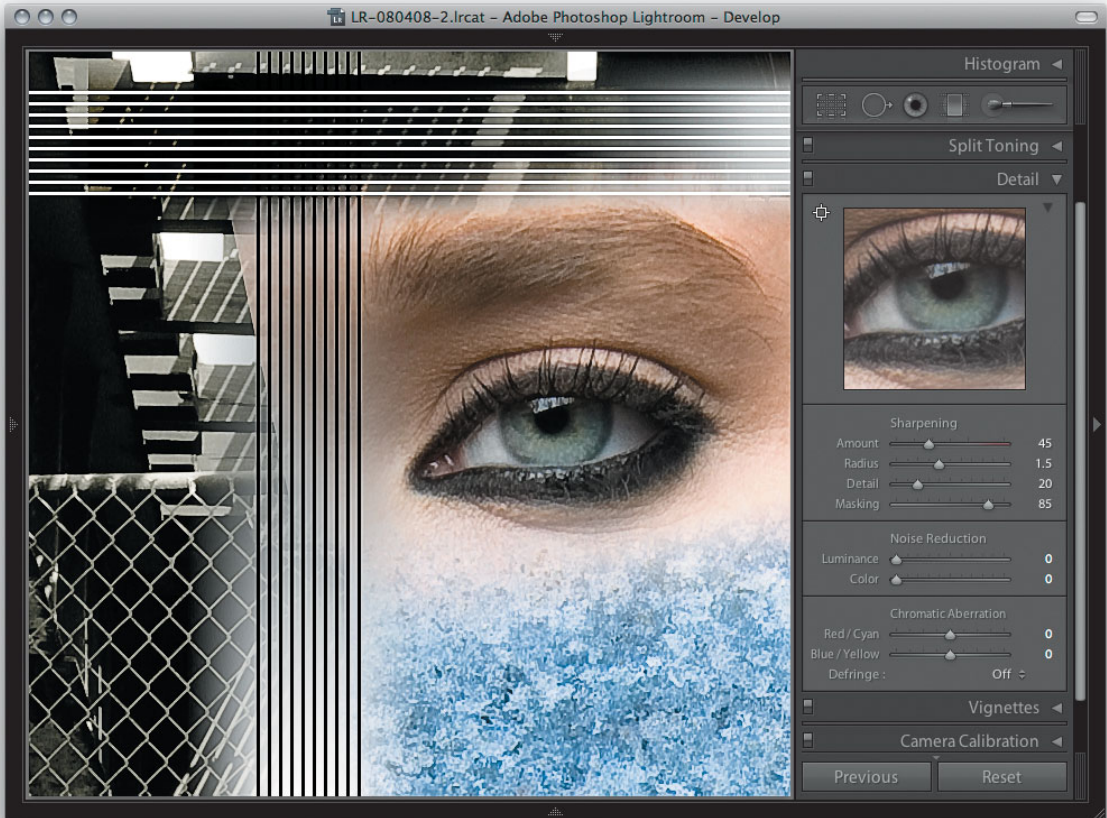 LR-080408-2.lrcat – Adobe Photoshop Lightroom – Develop
Histogram
Split Toning
Detail
Sharpening
Amount 45
Radius 1.5
Detail 20
Masking 85
Noise Reduction
Luminance 0
Color 0
Chromatic Aberration
Red / Cyan 0
Blue / Yellow 0
Defringe : Off
Vignettes
Camera Calibration
Previous Reset